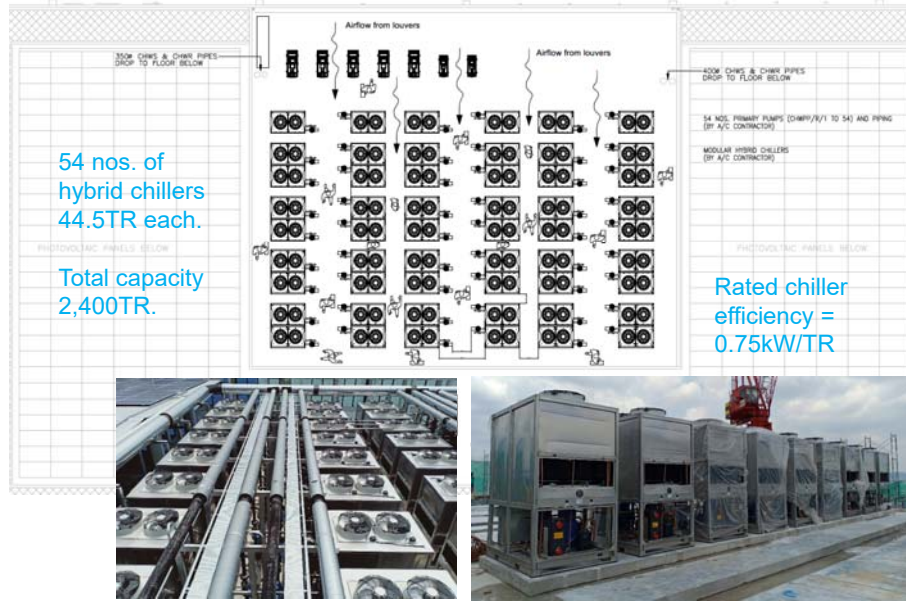 Airflow from louvers
Airflow from louvers
350ø CHWS & CHWR PIPES
DROP TO FLOOR BELOW
400ø CHWS & CHWR PIPES
DROP TO FLOOR BELOW
54 NOS. PRIMARY PUMPS (CHWPP/R/1 TO 54) AND PIPING
(BY A/C CONTRACTOR)
MODULAR HYBRID CHILLERS
(BY A/C CONTRACTOR)
54 nos. of
hybrid chillers
44.5TR each.
PHOTOVOLTAIC PANELS BELOW
Total capacity
2,400TR.
PHOTOVOLTAIC PANELS BELOW
Rated chiller
efficiency =
0.75kW/TR